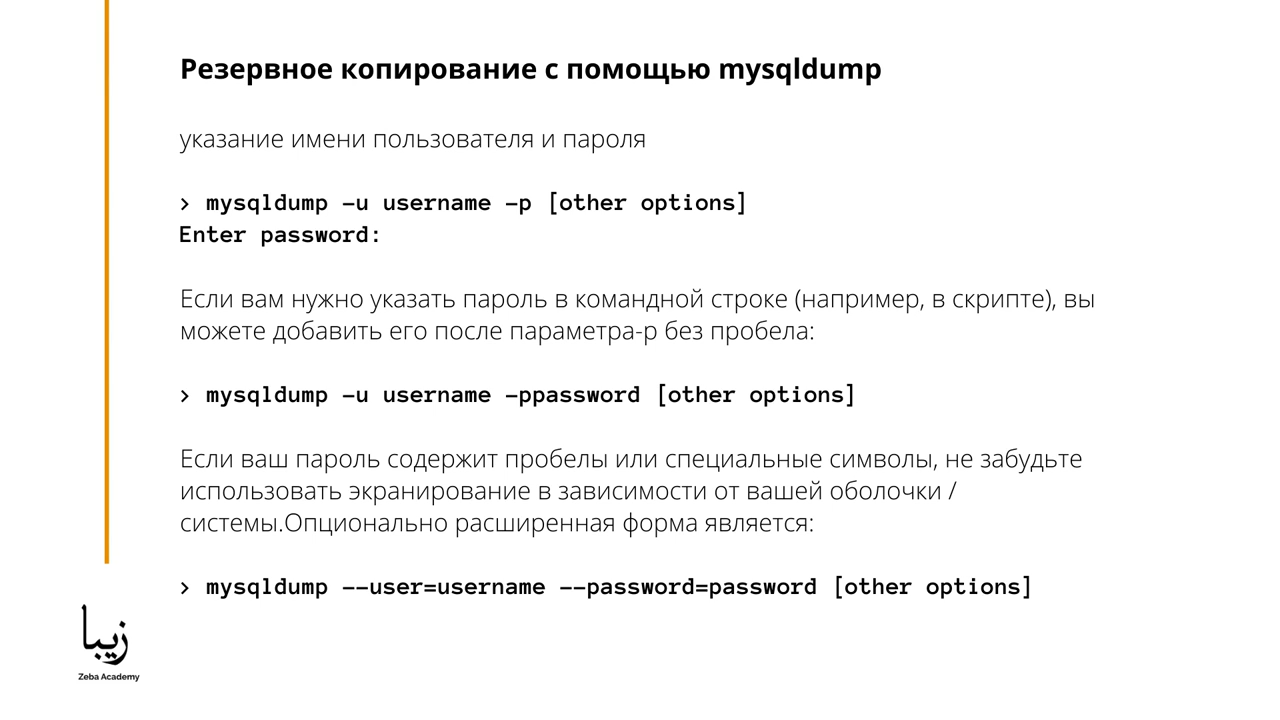 Резервное копирование с помощью mysqldump
указание имени пользователя и пароля
> mysqldump -u username -p [other options]
Enter password:
Если вам нужно указать пароль в командной строке (например, в скрипте), вы
можете добавить его после параметра-p без пробела:
> mysqldump -u username -ppassword [other options]
Если ваш пароль содержит пробелы или специальные символы, не забудьте
использовать экранирование в зависимости от вашей оболочки /
системы.Опционально расширенная форма является:
> mysqldump --user=username --password=password [other options]
زيبا
Zeba Academy